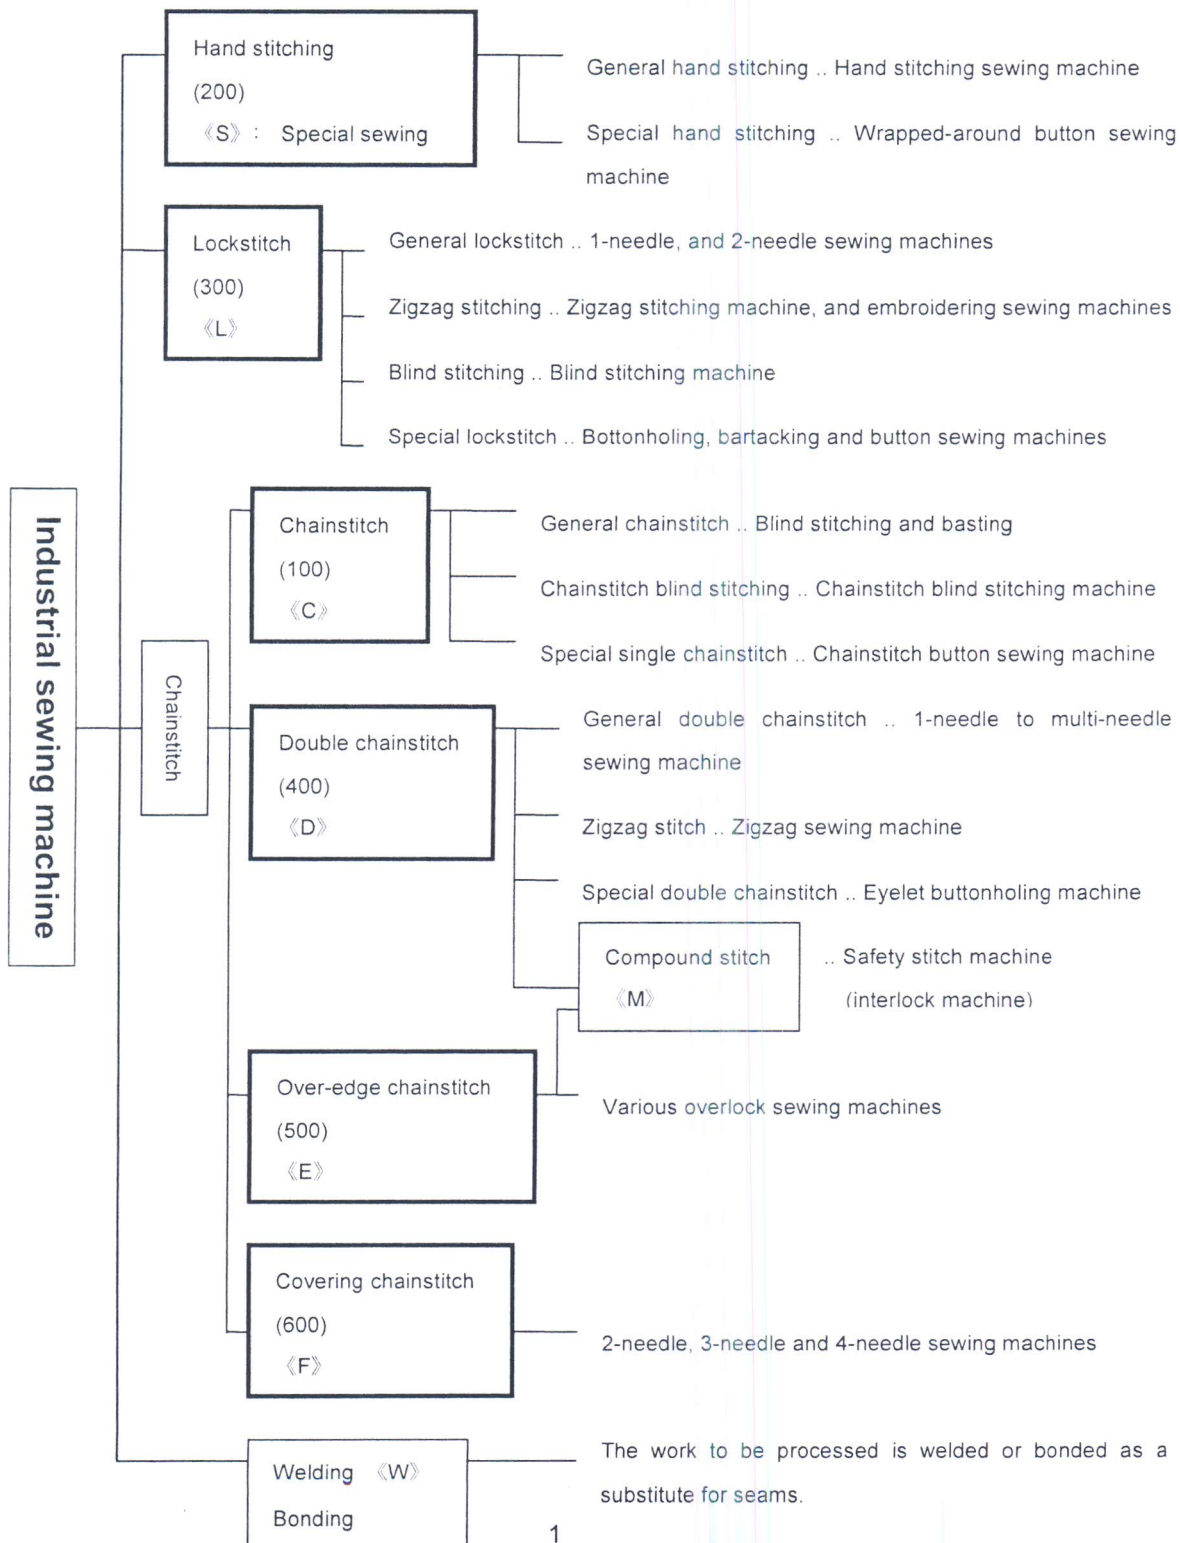 Hand stitching
(200)
《S》 : Special sewing
General hand stitching .. Hand stitching sewing machine
Special hand stitching .. Wrapped-around button sewing
machine
Lockstitch
(300)
《L》
General lockstitch .. 1-needle, and 2-needle sewing machines
Zigzag stitching .. Zigzag stitching machine, and embroidering sewing machines
Blind stitching .. Blind stitching machine
Special lockstitch .. Bottonholing, bartacking and button sewing machines
Industrial sewing machine
Chainstitch
Chainstitch
(100)
《C》
General chainstitch .. Blind stitching and basting
Chainstitch blind stitching .. Chainstitch blind stitching machine
Special single chainstitch .. Chainstitch button sewing machine
Double chainstitch
(400)
《D》
General double chainstitch .. 1-needle to multi-needle
sewing machine
Zigzag stitch .. Zigzag sewing machine
Special double chainstitch .. Eyelet buttonholing machine
Compound stitch
《M》
.. Safety stitch machine
(interlock machine)
Over-edge chainstitch
(500)
《E》
Various overlock sewing machines
Covering chainstitch
(600)
《F》
2-needle, 3-needle and 4-needle sewing machines
Welding 《W》
Bonding
The work to be processed is welded or bonded as a
substitute for seams.
1